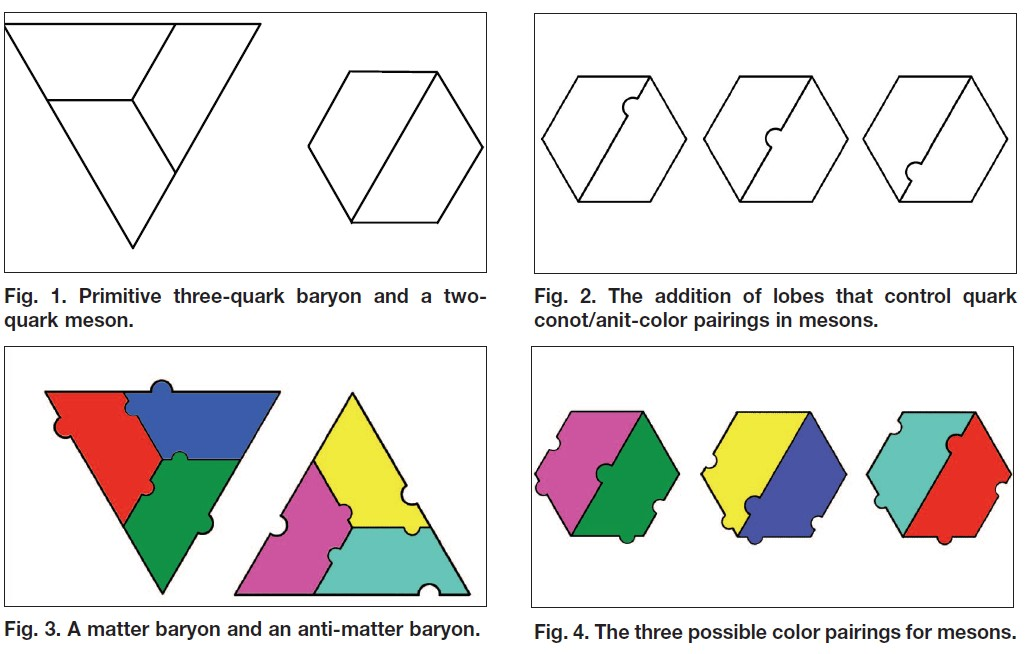 Fig. 1. Primitive three-quark baryon and a two-
quark meson.
Fig. 2. The addition of lobes that control quark
conot/anit-color pairings in mesons.
Fig. 3. A matter baryon and an anti-matter baryon.
Fig. 4. The three possible color pairings for mesons.